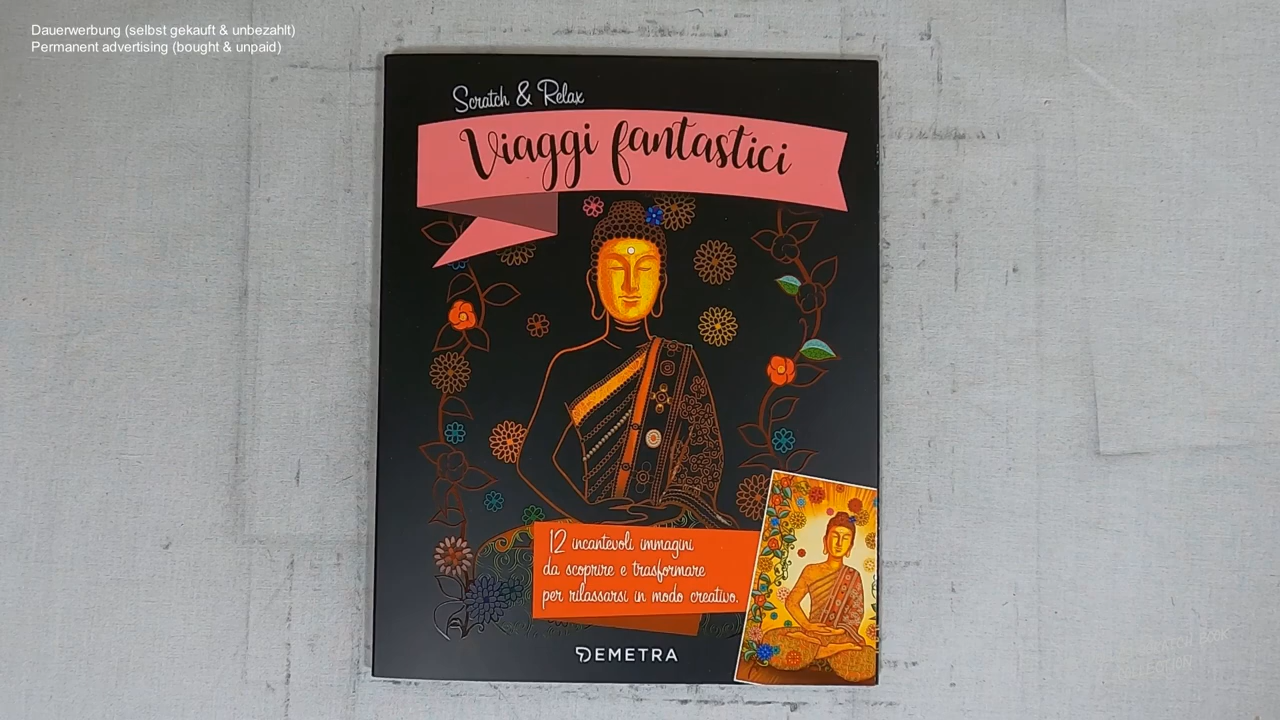 Dauerwerbung (selbst gekauft & unbezahlt)
Permanent advertising (bought & unpaid)
Scratch & Relax
Viaggi fantastici
12 incantevoli immagini
da scoprire e trasformare
per rilassarsi in modo creativo.
DEMETRA